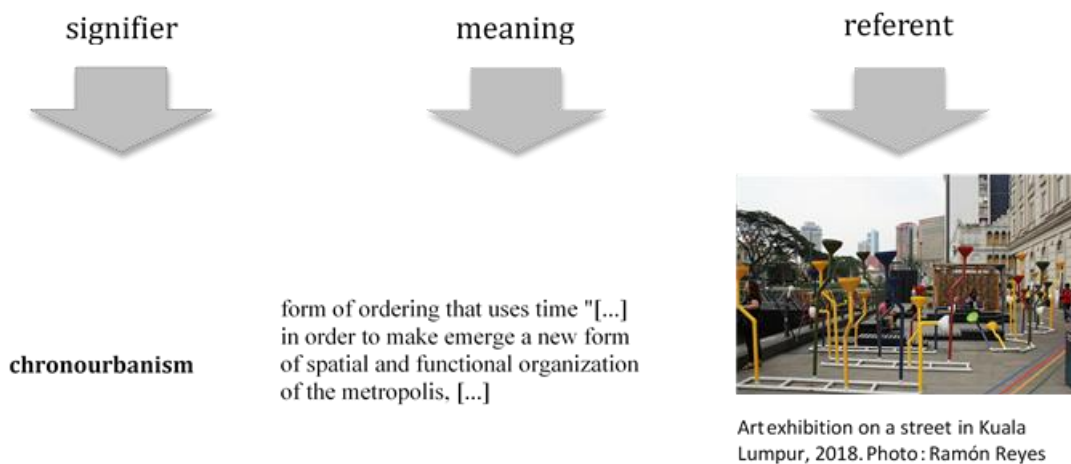 signifier
meaning
referent
chronourbanism
form of ordering that uses time "[...]
in order to make emerge a new form
of spatial and functional organization
of the metropolis, [...]
Art exhibition on a street in Kuala
Lumpur, 2018. Photo: Ramón Reyes